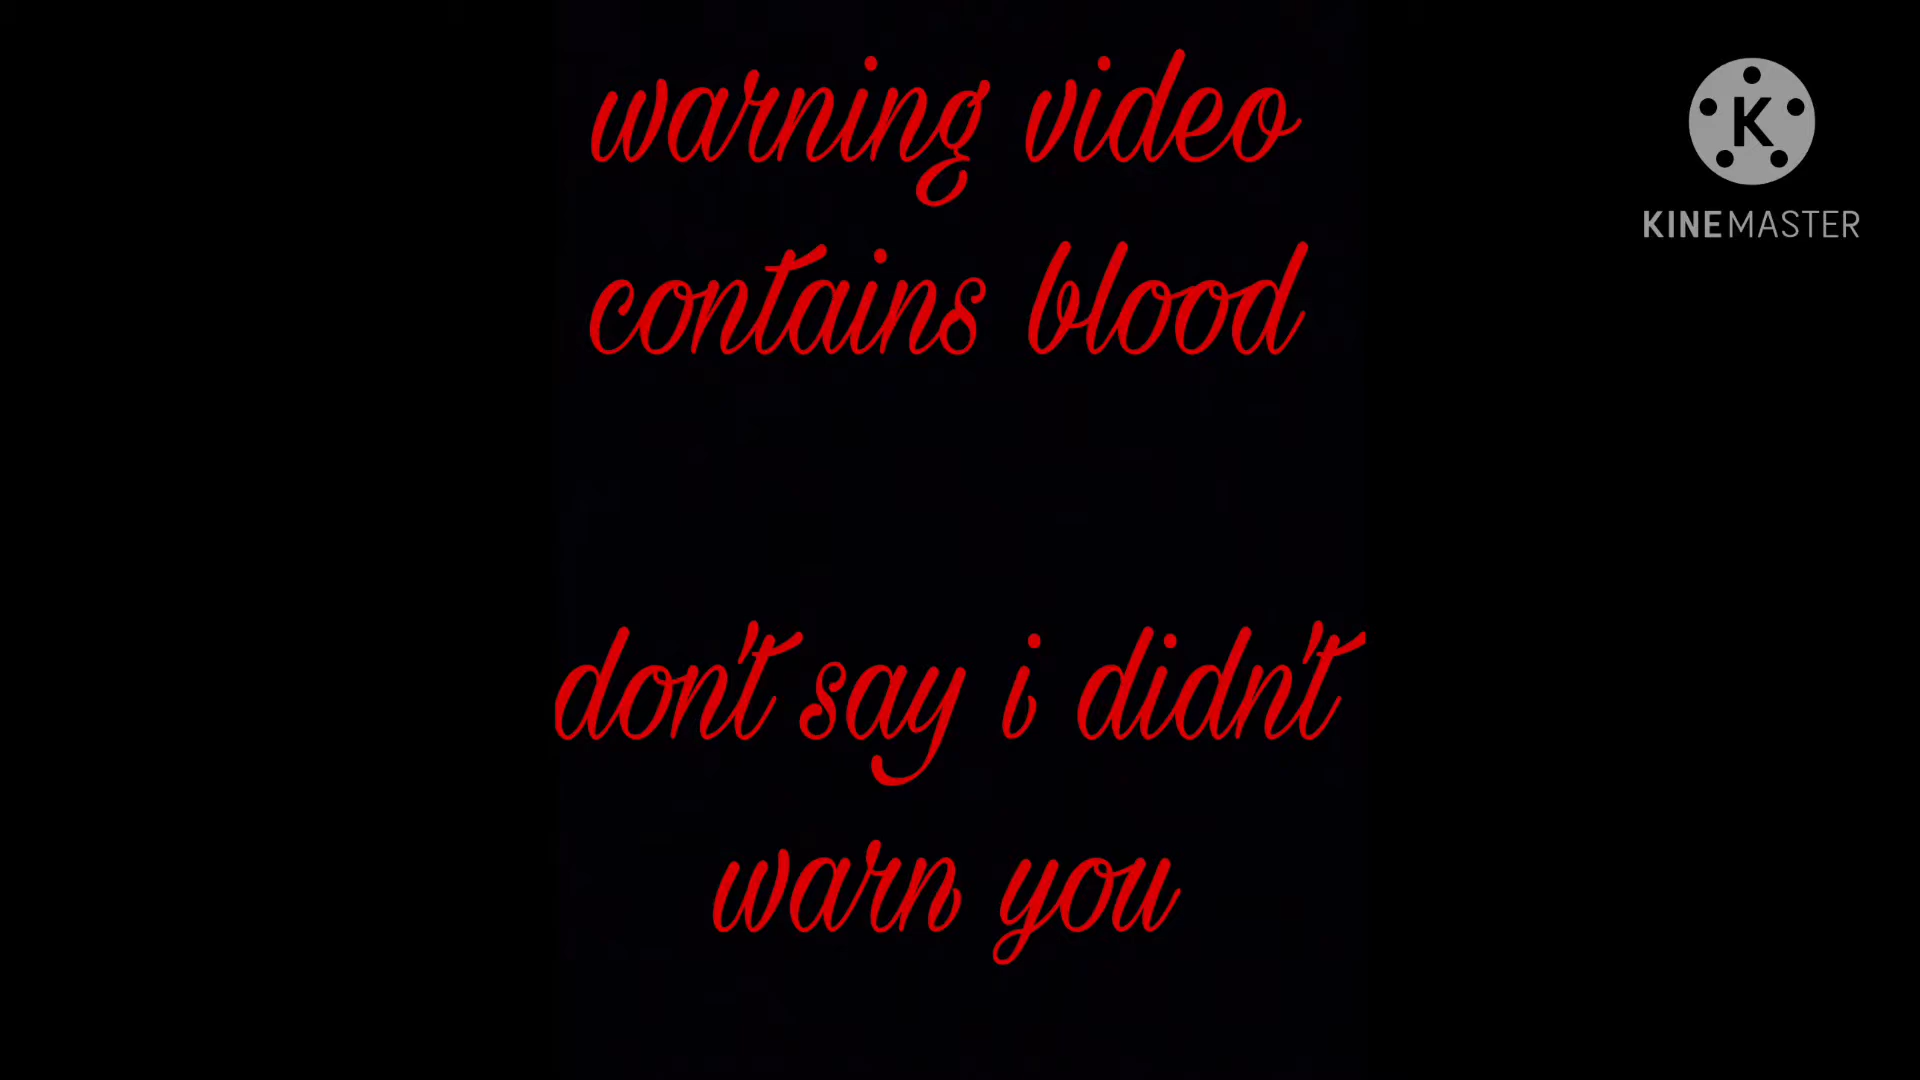 warning video
contains blood
don't say i didn't
warn you
K
KINEMASTER